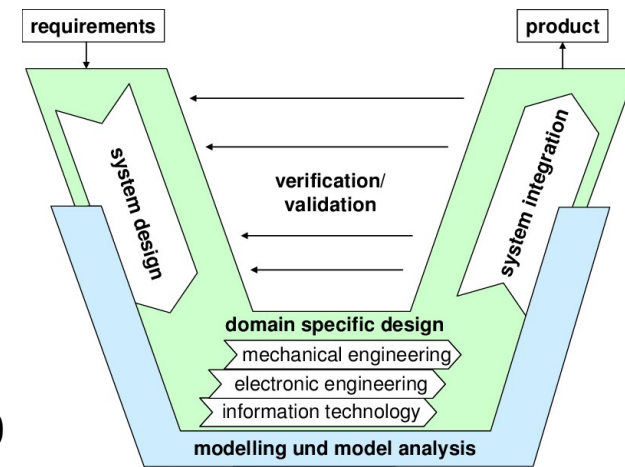 requirements
product
system design
system integration
verification/
validation
domain specific design
mechanical engineering
electronic engineering
information technology
modelling und model analysis
)